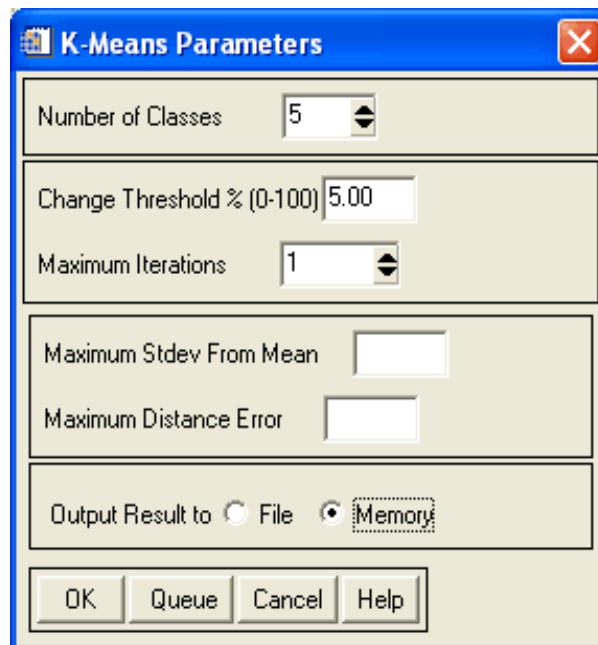 K-Means Parameters
Number of Classes 5
Change Threshold % (0-100) 5.00
Maximum Iterations 1
Maximum Stdev From Mean
Maximum Distance Error
Output Result to File Memory
OK Queue Cancel Help